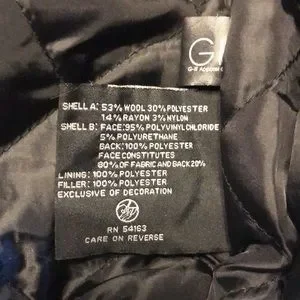 G-III
G-III Apparel
SHELL A: 53% WOOL 30% POLYESTER
14% RAYON 3% NYLON
SHELL B: FACE: 95% POLYVINYL CHLORIDE
5% POLYURETHANE
BACK: 100% POLYESTER
FACE CONSTITUTES
80% OF FABRIC AND BACK 20%
LINING: 100% POLYESTER
FILLER: 100% POLYESTER
EXCLUSIVE OF DECORATION
RN 54163
CARE ON REVERSE